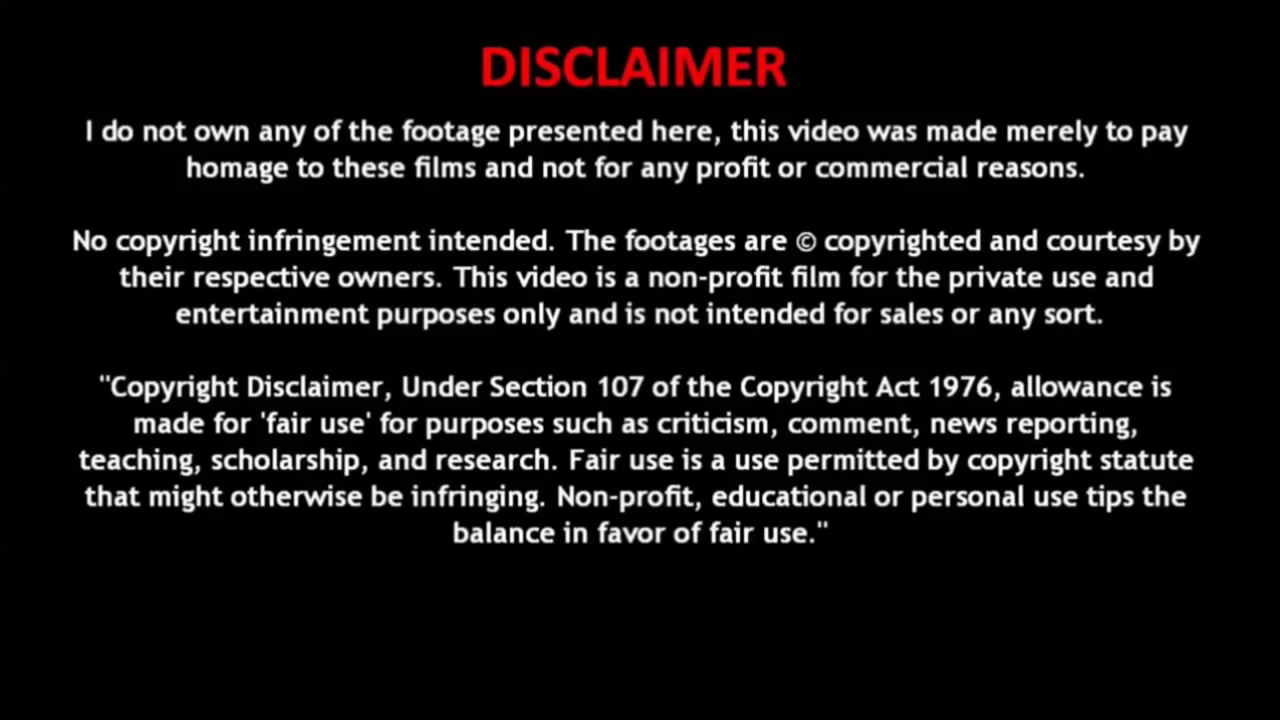 DISCLAIMER
I do not own any of the footage presented here, this video was made merely to pay
homage to these films and not for any profit or commercial reasons.
No copyright infringement intended. The footages are © copyrighted and courtesy by
their respective owners. This video is a non-profit film for the private use and
entertainment purposes only and is not intended for sales or any sort.
"Copyright Disclaimer, Under Section 107 of the Copyright Act 1976, allowance is
made for 'fair use' for purposes such as criticism, comment, news reporting,
teaching, scholarship, and research. Fair use is a use permitted by copyright statute
that might otherwise be infringing. Non-profit, educational or personal use tips the
balance in favor of fair use."